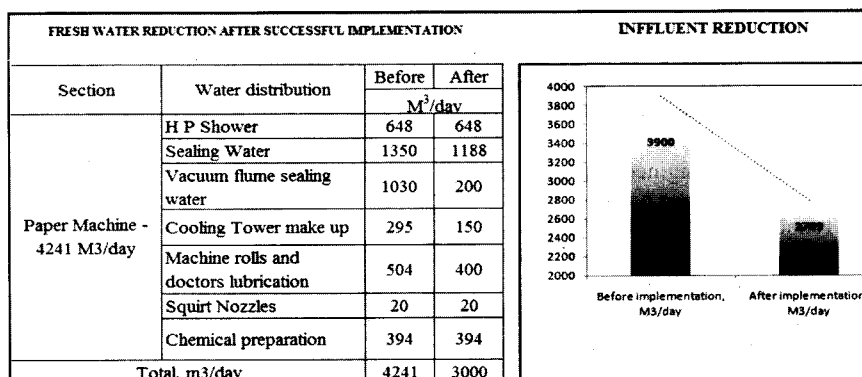 FRESH WATER REDUCTION AFTER SUCCESSFUL IMPLEMENTATION
Section Water distribution Before After
M3/day
Paper Machine -
4241 M3/day
H P Shower 648 648
Sealing Water 1350 1188
Vacuum flume sealing
water 1030 200
Cooling Tower make up 295 150
Machine rolls and
doctors lubrication 504 400
Squirt Nozzles 20 20
Chemical preparation 394 394
Total, m3/day 4241 3000
INFFLUENT REDUCTION
4000
3800
3600
3400
3200
3000
2800
2600
2400
2200
2000
3900
Before implementation,
M3/day
After implementation
M3/day